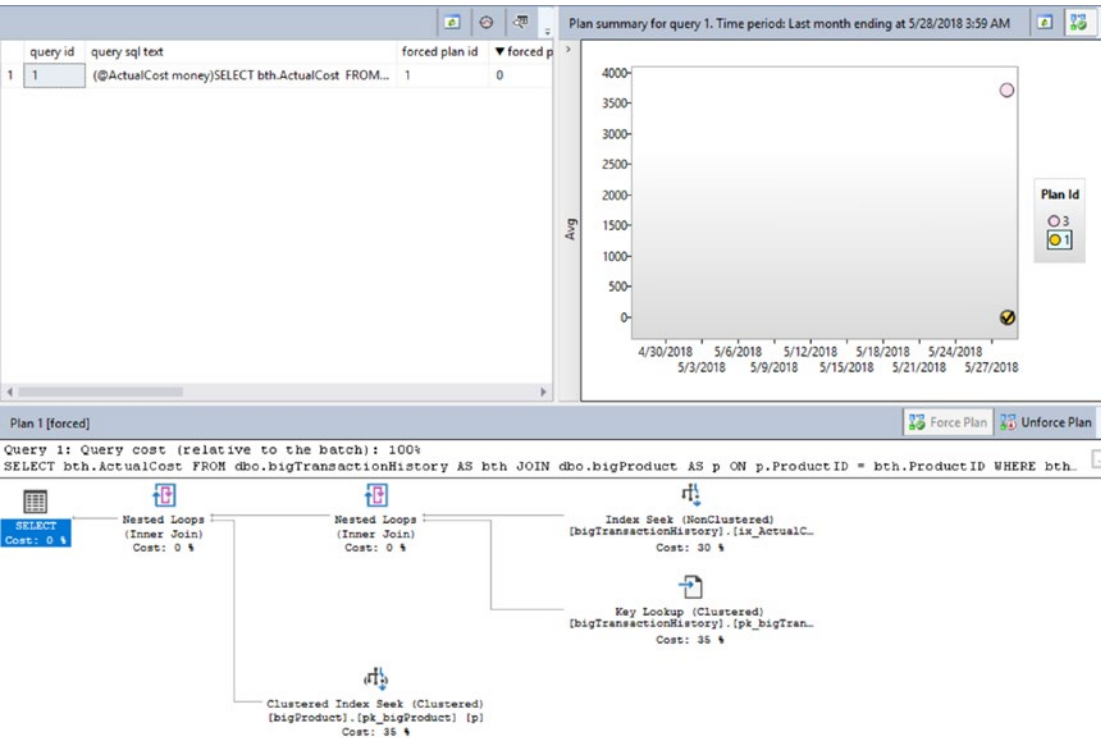 query id query sql text forced plan id ▼ forced p
1 1 (@ActualCost money)SELECT bth.ActualCost FROM... 1 0
Plan summary for query 1. Time period: Last month ending at 5/28/2018 3:59 AM
4000
3500
3000
2500
2000
1500
1000
500
0
Avg
4/30/2018 5/6/2018 5/12/2018 5/18/2018 5/24/2018
5/3/2018 5/9/2018 5/15/2018 5/21/2018 5/27/2018
Plan Id
3
1
Plan 1 [forced]
Force Plan Unforce Plan
Query 1: Query cost (relative to the batch): 100%
SELECT bth.ActualCost FROM dbo.bigTransactionHistory AS bth JOIN dbo.bigProduct AS p ON p.ProductID = bth.ProductID WHERE bth…
SELECT
Cost: 0 %
Nested Loops
(Inner Join)
Cost: 0 %
Nested Loops
(Inner Join)
Cost: 0 %
Index Seek (NonClustered)
[bigTransactionHistory].[ix_ActualC…
Cost: 30 %
Key Lookup (Clustered)
[bigTransactionHistory].[pk_bigTran…
Cost: 35 %
Clustered Index Seek (Clustered)
[bigProduct].[pk_bigProduct] [p]
Cost: 35 %